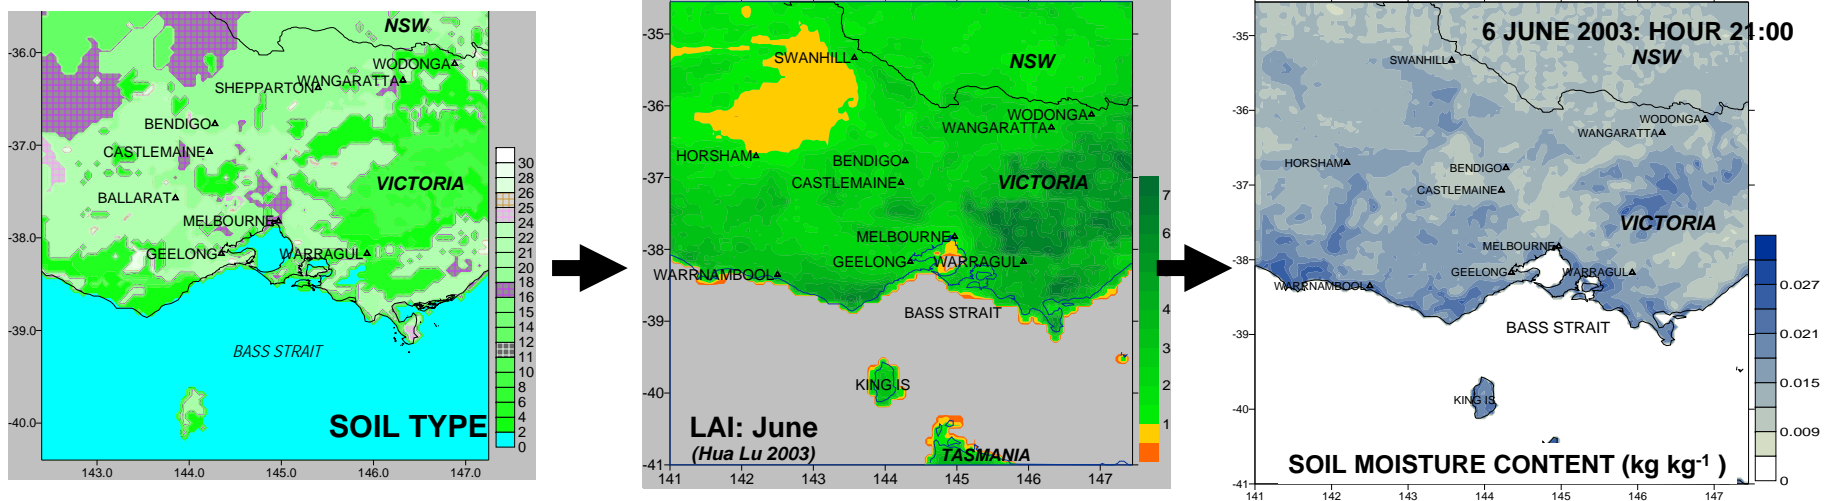 NSW
-36.0
WODONGA
SHEPPARTON
WANGARATTA
BENDIGO
-37.0
CASTLEMAINE
VICTORIA
BALLARAT
MELBOURNE
-38.0
GEELONG
WARRAGUL
-39.0
BASS STRAIT
-40.0
SOIL TYPE
143.0 144.0 145.0 146.0 147.0
30
28
26
25
24
22
21
20
18
16
15
14
12
11
10
8
6
4
2
0
-35
SWANHILL
NSW
-36
WODONGA
WANGARATTA
HORSHAM
BENDIGO
-37
CASTLEMAINE
VICTORIA
MELBOURNE
-38
GEELONG
WARRAGUL
WARRNAMBOOL
BASS STRAIT
-39
KING IS
-40
LAI: June
(Hua Lu 2003)
TASMANIA
-41
141 142 143 144 145 146 147
7
6
4
3
2
1
6 JUNE 2003: HOUR 21:00
-35
NSW
SWANHILL
-36
WODONGA
WANGARATTA
HORSHAM
BENDIGO
-37
CASTLEMAINE
VICTORIA
MELBOURNE
-38
GEELONG
WARRAGUL
WARRNAMBOOL
BASS STRAIT
-39
KING IS
-40
SOIL MOISTURE CONTENT (kg kg-1 )
-41
141 142 143 144 145 146 147
0.027
0.021
0.015
0.009
0